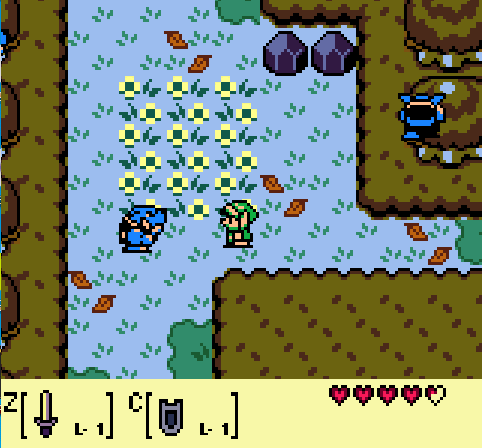 Z[ L-1 ] C[ L-1 ]